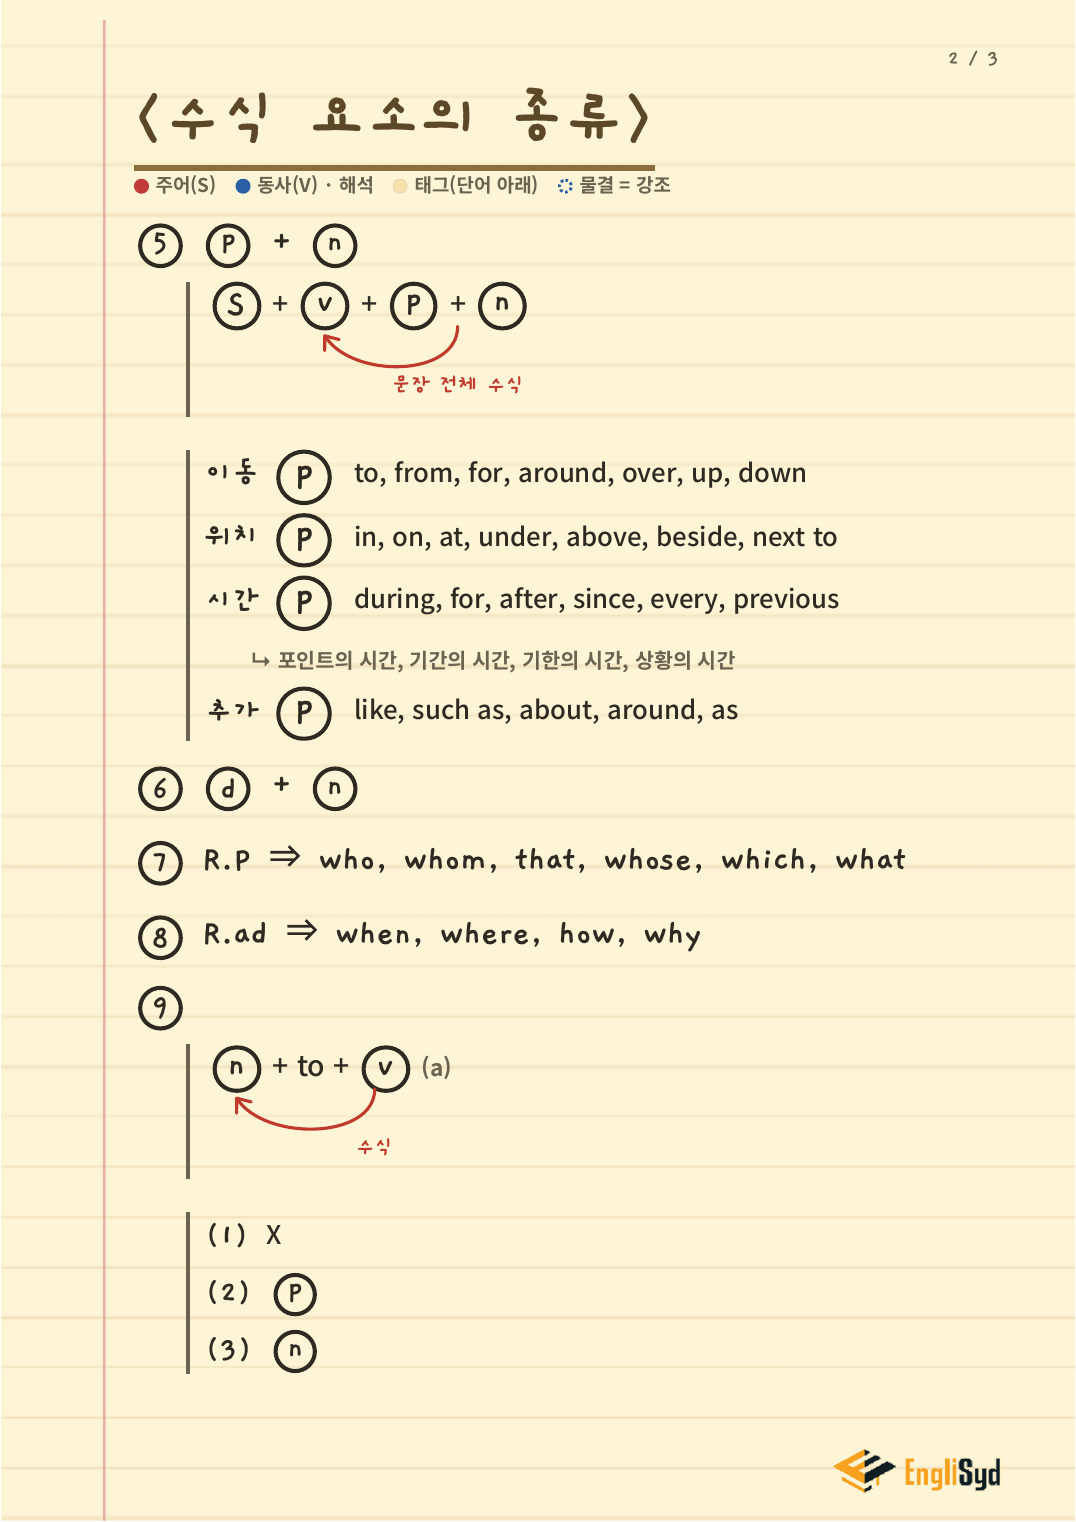 2 / 3
<수식 요소의 종류>
주어(S) 동사(V) · 해석 태그(단어 아래) 물결 = 강조
5 P + n
S + v + P + n
문장 전체 수식
이동 P to, from, for, around, over, up, down
위치 P in, on, at, under, above, beside, next to
시간 P during, for, after, since, every, previous
↳ 포인트의 시간, 기간의 시간, 기한의 시간, 상황의 시간
추가 P like, such as, about, around, as
6 d + n
7 R.P ⇒ who, whom, that, whose, which, what
8 R.ad ⇒ when, where, how, why
9
n + to + v (a)
수식
(1) X
(2) P
(3) n
EngliSyd